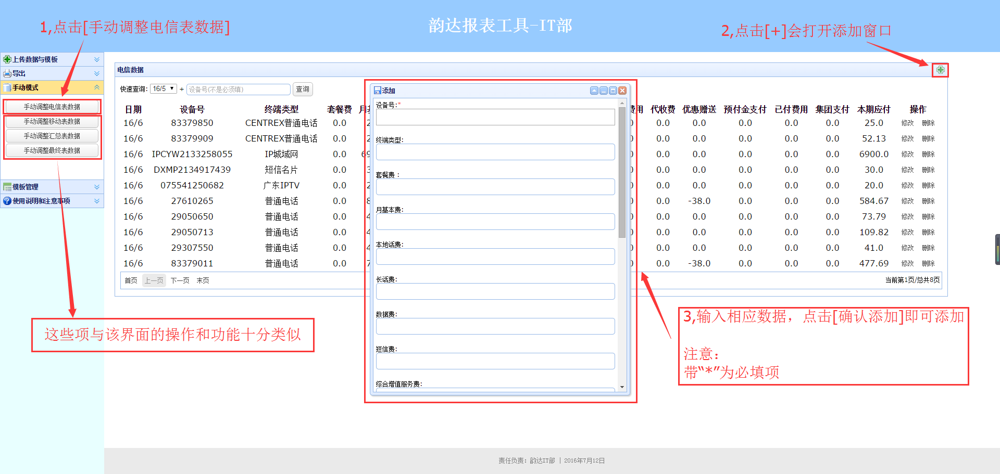 韵达报表工具-IT部
1,点击[手动调整电信表数据]
2,点击[+]会打开添加窗口
上传数据与模板
导出
手动模式
手动调整电信表数据
手动调整移动表数据
手动调整汇总表数据
手动调整最终表数据
模板管理
使用说明和注意事项
这些项与该界面的操作和功能十分类似
电信数据
快速查询: 16/5 + 设备号(不是必须填) 查询
日期 设备号 终端类型 套餐费 费用 代收费 优惠赠送 预付金支付 已付费用 集团支付 本期应付 操作
16/6 83379850 CENTREX普通电话 0.0 2 0 0.0 0.0 0.0 0.0 0.0 25.0 修改 删除
16/6 83379909 CENTREX普通电话 0.0 2 0 0.0 0.0 0.0 0.0 0.0 52.13 修改 删除
16/6 IPCYW2133258055 IP城域网 0.0 69 0 0.0 0.0 0.0 0.0 0.0 6900.0 修改 删除
16/6 DXMP2134917439 短信名片 0.0 3 0 0.0 0.0 0.0 0.0 0.0 30.0 修改 删除
16/6 075541250682 广东IPTV 0.0 2 0 0.0 0.0 0.0 0.0 0.0 20.0 修改 删除
16/6 27610265 普通电话 0.0 8 0 0.0 -38.0 0.0 0.0 0.0 584.67 修改 删除
16/6 29050650 普通电话 0.0 4 0 0.0 0.0 0.0 0.0 0.0 73.79 修改 删除
16/6 29050713 普通电话 0.0 4 0 0.0 0.0 0.0 0.0 0.0 109.82 修改 删除
16/6 29307550 普通电话 0.0 4 0 0.0 0.0 0.0 0.0 0.0 41.0 修改 删除
16/6 83379011 普通电话 0.0 7 0 0.0 -38.0 0.0 0.0 0.0 477.69 修改 删除
首页 上一页 下一页 末页
当前第1页/总共8页
添加
设备号:*
终端类型:
套餐费 :
月基本费:
本地话费:
长话费:
数据费:
短信费:
综合增值服务费:
3,输入相应数据，点击[确认添加]即可添加
注意：
带“*”为必填项
责任负责：韵达IT部 | 2016年7月12日